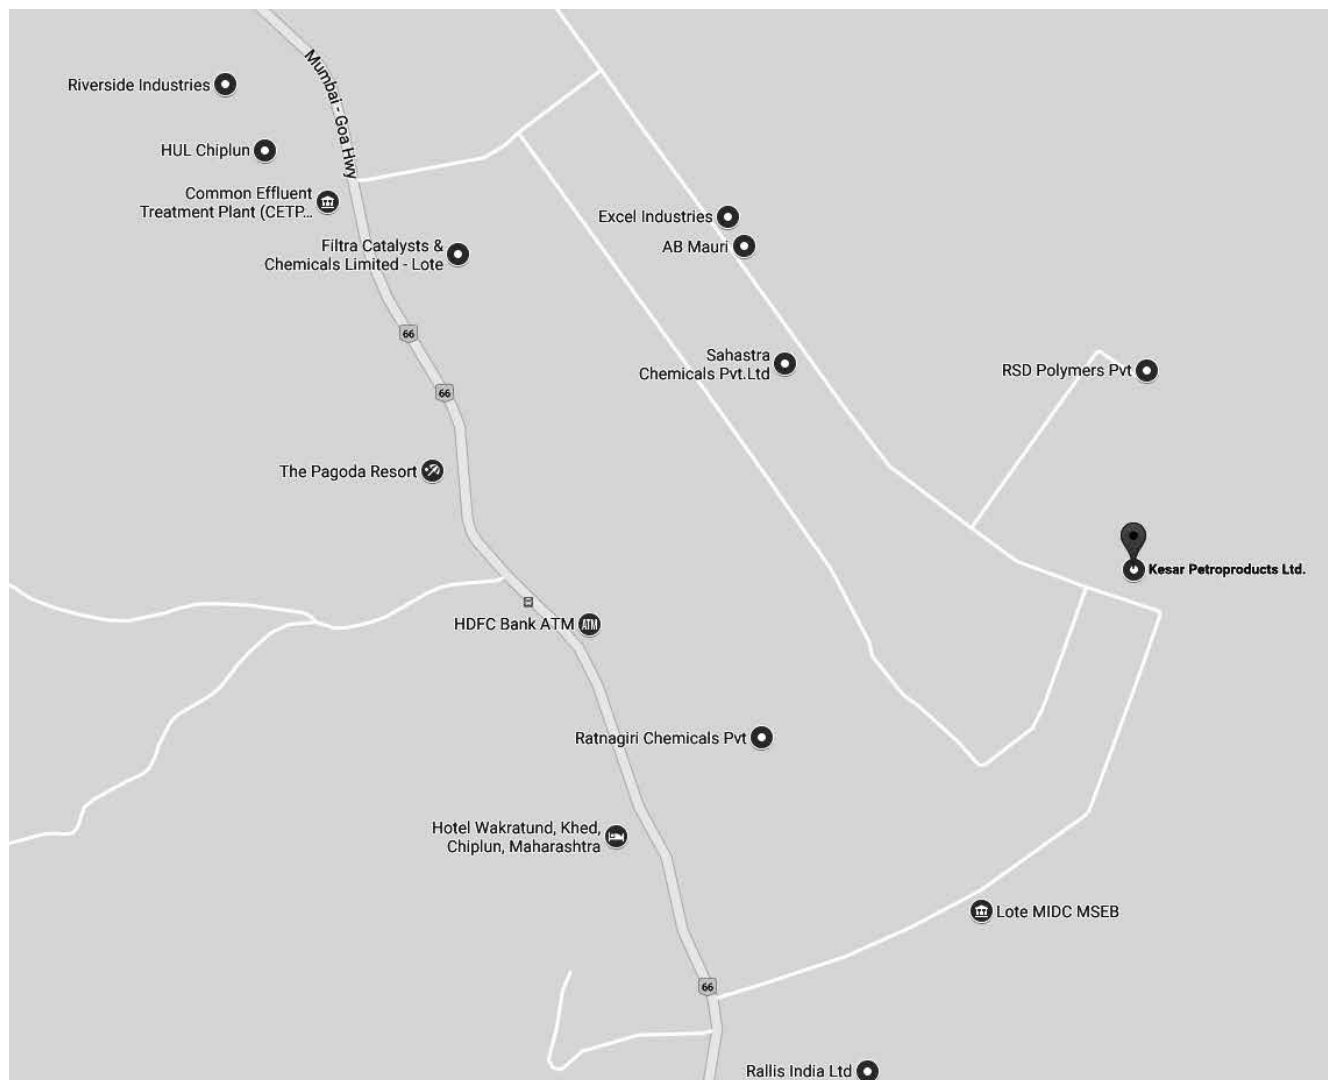 Mumbai - Goa Hwy
Riverside Industries
HUL Chiplun
Common Effluent
Treatment Plant (CETP...
Excel Industries
AB Mauri
Filtra Catalysts &
Chemicals Limited - Lote
66
Sahastra
Chemicals Pvt.Ltd
RSD Polymers Pvt
66
The Pagoda Resort
Kesar Petroproducts Ltd.
HDFC Bank ATM
ATM
Ratnagiri Chemicals Pvt
Hotel Wakratund, Khed,
Chiplun, Maharashtra
Lote MIDC MSEB
66
Rallis India Ltd